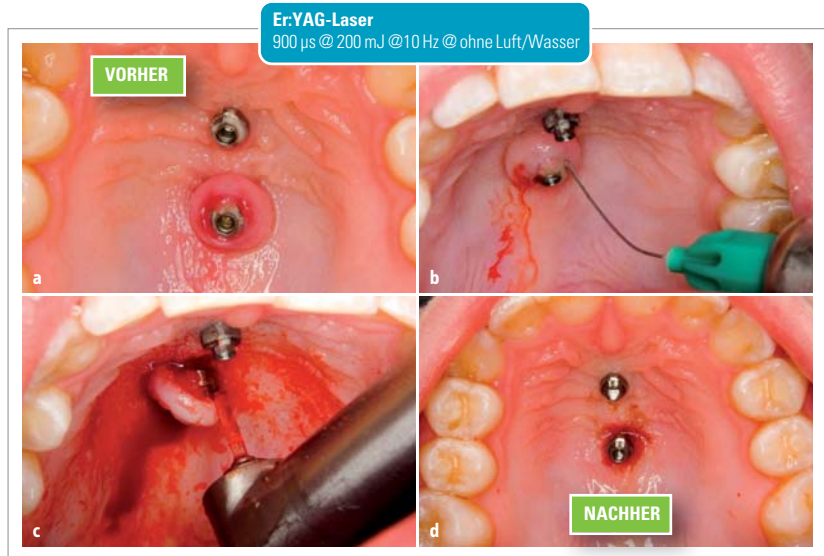 Er:YAG-Laser
900 µs @ 200 mJ @10 Hz @ ohne Luft/Wasser
VORHER
a
b
c
d
NACHHER